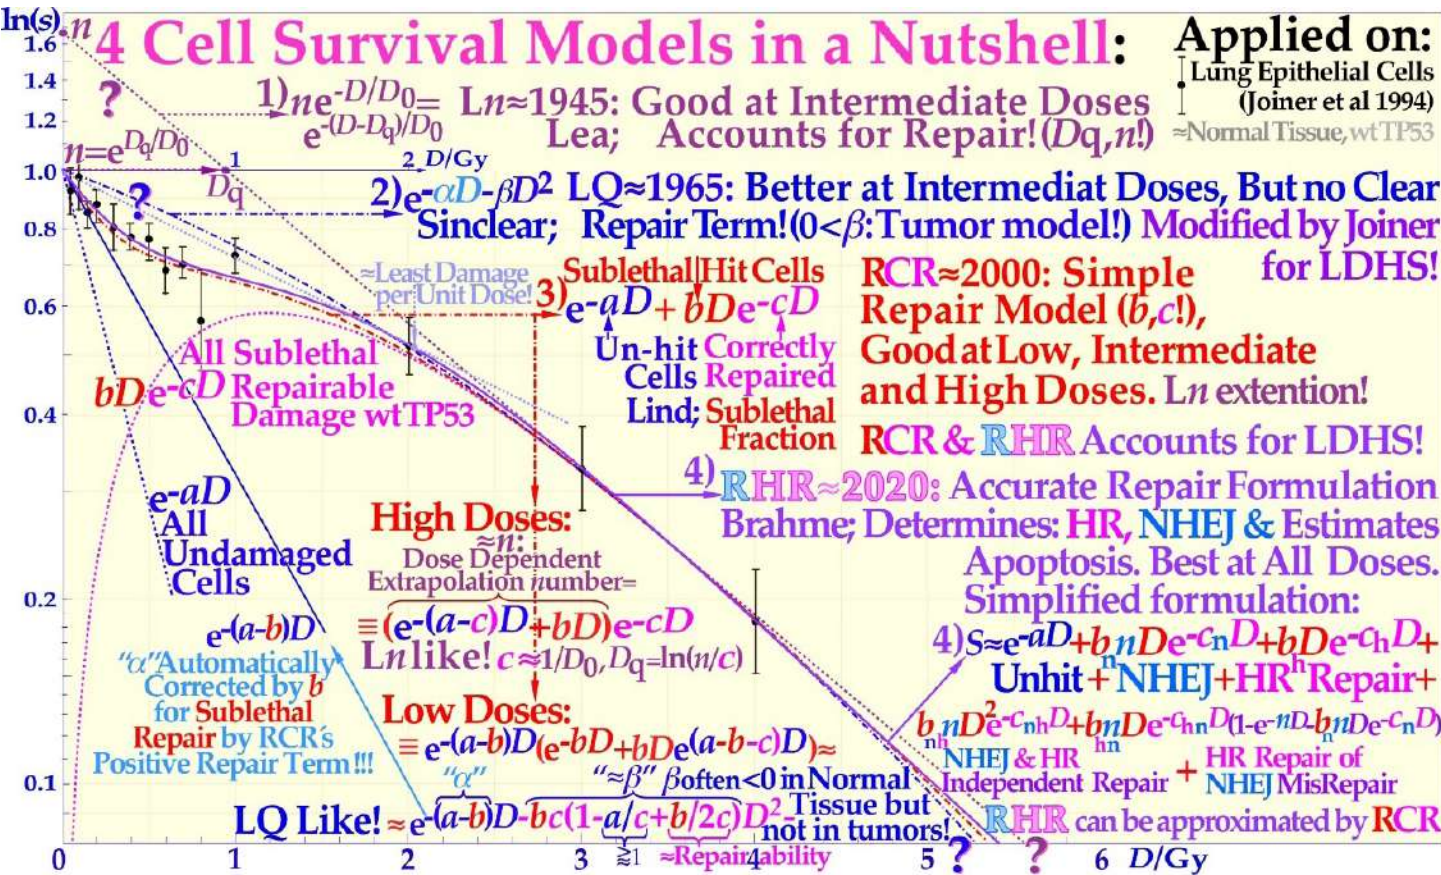 ln(s)
n
4 Cell Survival Models in a Nutshell:
Applied on:
Lung Epithelial Cells
(Joiner et al 1994)
≈Normal Tissue, wtTP53
1.6
1.4
1.2
1.0
0.8
0.6
0.4
0.2
0.1
?
1) ne-D/D0= Ln≈1945: Good at Intermediate Doses
e-(D-Dq)/D0 Lea; Accounts for Repair! (Dq,n!)
n=eDq/D0
1
2 D/Gy
Dq
?
2) e-αD-βD2 LQ≈1965: Better at Intermediat Doses, But no Clear
Sinclear; Repair Term! (0<β: Tumor model!) Modified by Joiner
for LDHS!
≈Least Damage
per Unit Dose!
3)
Sublethal Hit Cells
e-aD + bDe-cD
Un-hit Correctly
Cells Repaired
Lind; Sublethal
Fraction
RCR≈2000: Simple
Repair Model (b,c!),
Good at Low, Intermediate
and High Doses. Ln extention!
RCR & RHR Accounts for LDHS!
All Sublethal
bDe-cD Repairable
Damage wtTP53
4) RHR≈2020: Accurate Repair Formulation
Brahme; Determines: HR, NHEJ & Estimates
Apoptosis. Best at All Doses.
Simplified formulation:
e-aD
All
Undamaged
Cells
High Doses:
≈n:
Dose Dependent
Extrapolation number=
≡(e-(a-c)D+bD)e-cD
Ln like! c≈1/D0, Dq=ln(n/c)
4) S≈e-aD+bnnDe-cnD+bhDe-chD+
Unhit + NHEJ+HR Repair+
bnhnD2e-cnhD+bhnnDe-chnD(1-e-nD-bnnDe-cnD)
NHEJ & HR
Independent Repair
+
HR Repair of
NHEJ MisRepair
RHR can be approximated by RCR
e-(a-b)D
"α"Automatically
Corrected by b
for Sublethal
Repair by RCR´s
Positive Repair Term!!!
Low Doses:
≡ e-(a-b)D(e-bD+bDe(a-b-c)D)≈
"α" "≈β" β often<0 in Normal
Tissue but
not in tumors!
LQ Like! ≈e-(a-b)D-bc(1-a/c+b/2c)D2-
≥1 ≈Repairability
0 1 2 3 4 5 ? ? 6 D/Gy